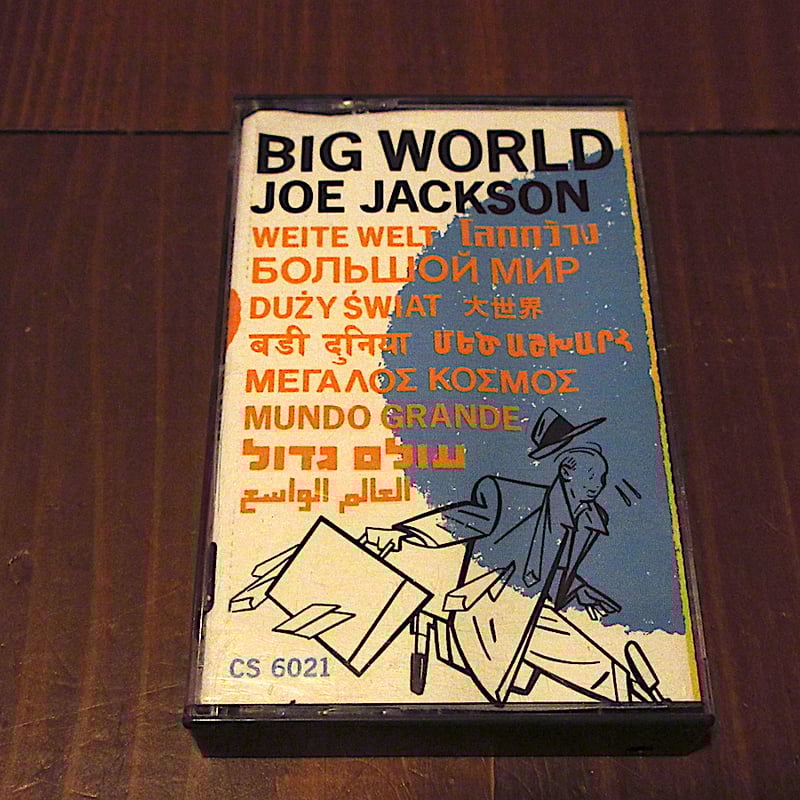 BIG WORLD
JOE JACKSON
WEITE WELT โลกกว้าง
БОЛЬШОЙ МИР
DUŻY ŚWIAT 大世界
बडी दुनिया ՄԵԾ ԱՇԽԱՐՀ
ΜΕΓΑΛΟΣ ΚΟΣΜΟΣ
MUNDO GRANDE
עולם גדול
العالم الواسع
CS 6021